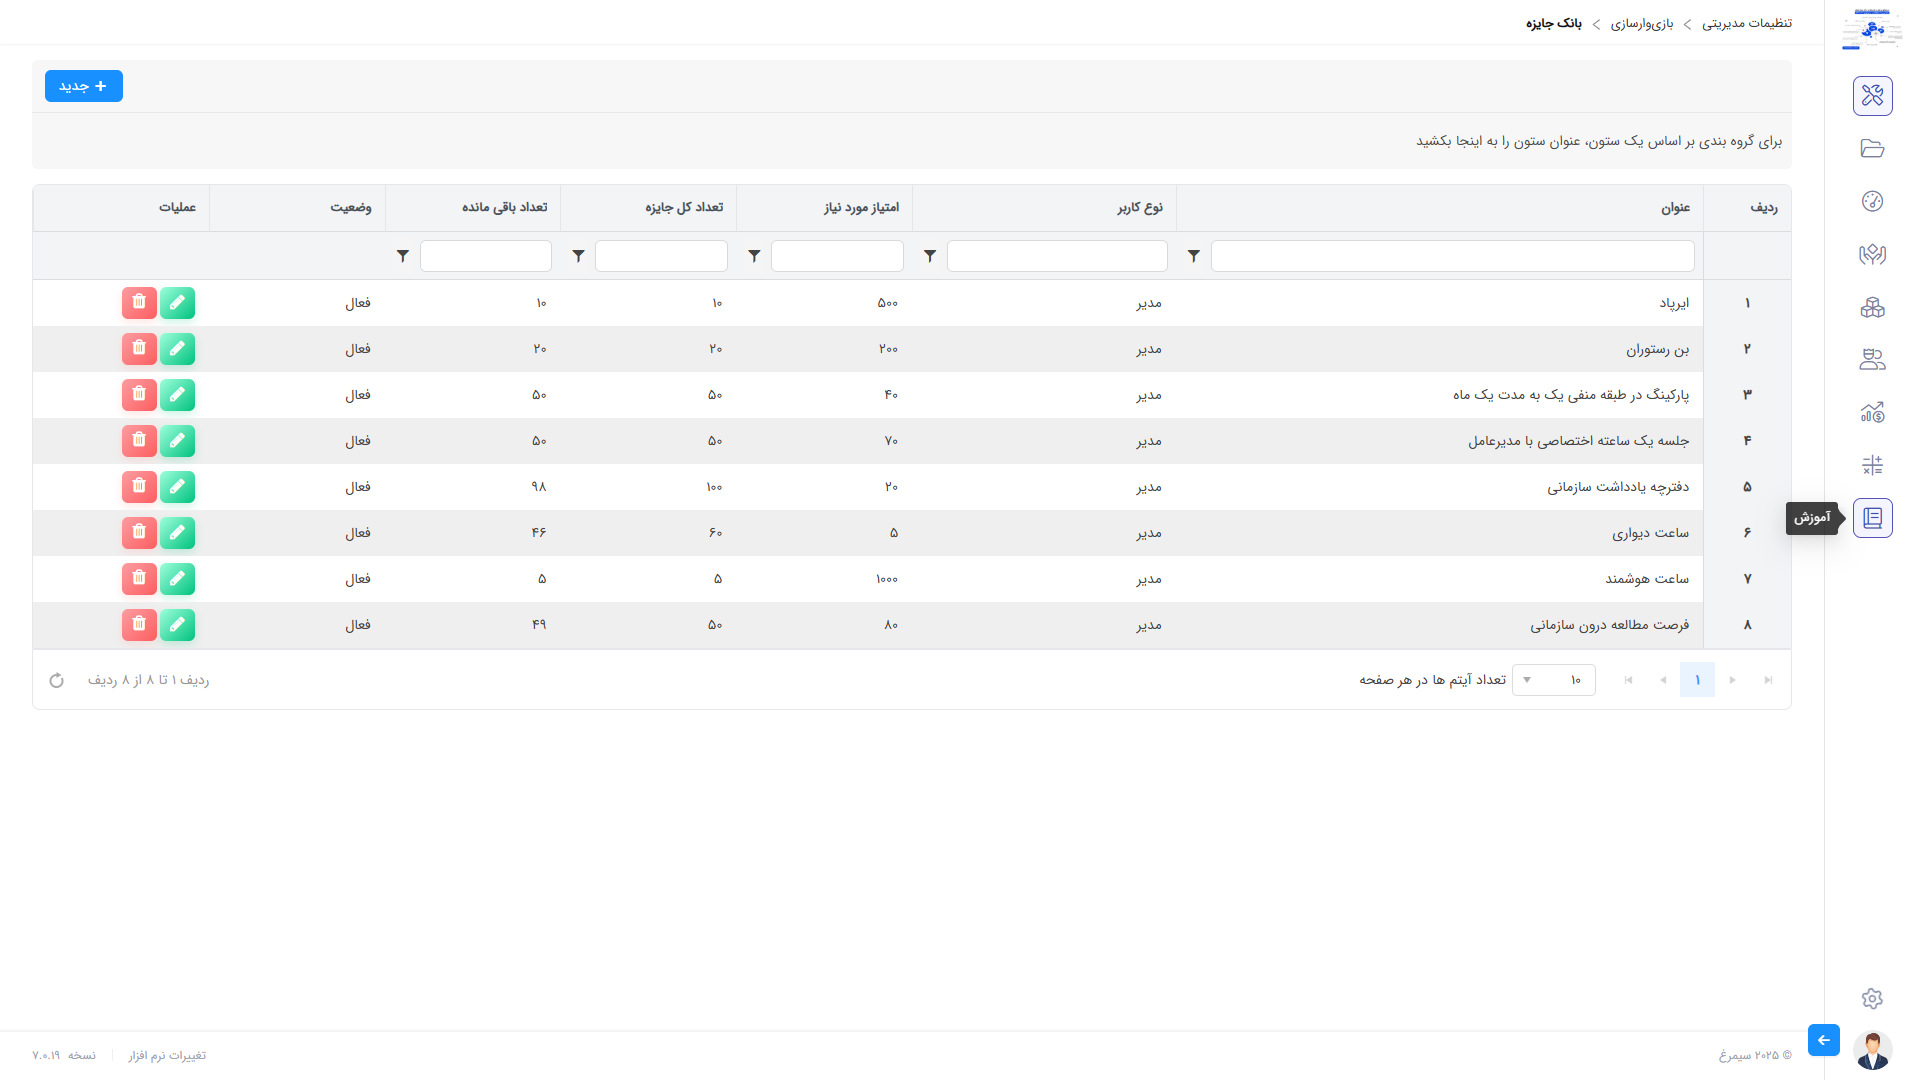 تنظیمات مدیریتی > بازی‌وارسازی > بانک جایزه
+ جدید
برای گروه بندی بر اساس یک ستون، عنوان ستون را به اینجا بکشید
ردیف عنوان نوع کاربر امتیاز مورد نیاز تعداد کل جایزه تعداد باقی مانده وضعیت عملیات
۱ ایرپاد مدیر ۵۰۰ ۱۰ ۱۰ فعال
۲ بن رستوران مدیر ۲۰۰ ۲۰ ۲۰ فعال
۳ پارکینگ در طبقه منفی یک به مدت یک ماه مدیر ۴۰ ۵۰ ۵۰ فعال
۴ جلسه یک ساعته اختصاصی با مدیرعامل مدیر ۷۰ ۵۰ ۵۰ فعال
۵ دفترچه یادداشت سازمانی مدیر ۲۰ ۱۰۰ ۹۸ فعال
آموزش
۶ ساعت دیواری مدیر ۵ ۶۰ ۴۶ فعال
۷ ساعت هوشمند مدیر ۱۰۰۰ ۵ ۵ فعال
۸ فرصت مطالعه درون سازمانی مدیر ۸۰ ۵۰ ۴۹ فعال
۱ ۱۰ تعداد آیتم ها در هر صفحه ردیف ۱ تا ۸ از ۸ ردیف
© ۲۰۲۵ سیمرغ تغییرات نرم افزار نسخه ۷.۰.۱۹